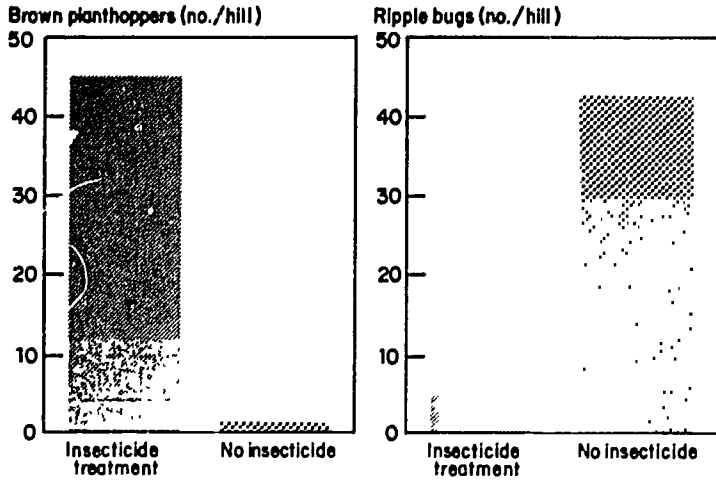 Brown planthoppers (no./hill)
50
40
30
20
10
0
Insecticide
treatment
No insecticide
Ripple bugs (no./hill)
50
40
30
20
10
0
Insecticide
treatment
No insecticide